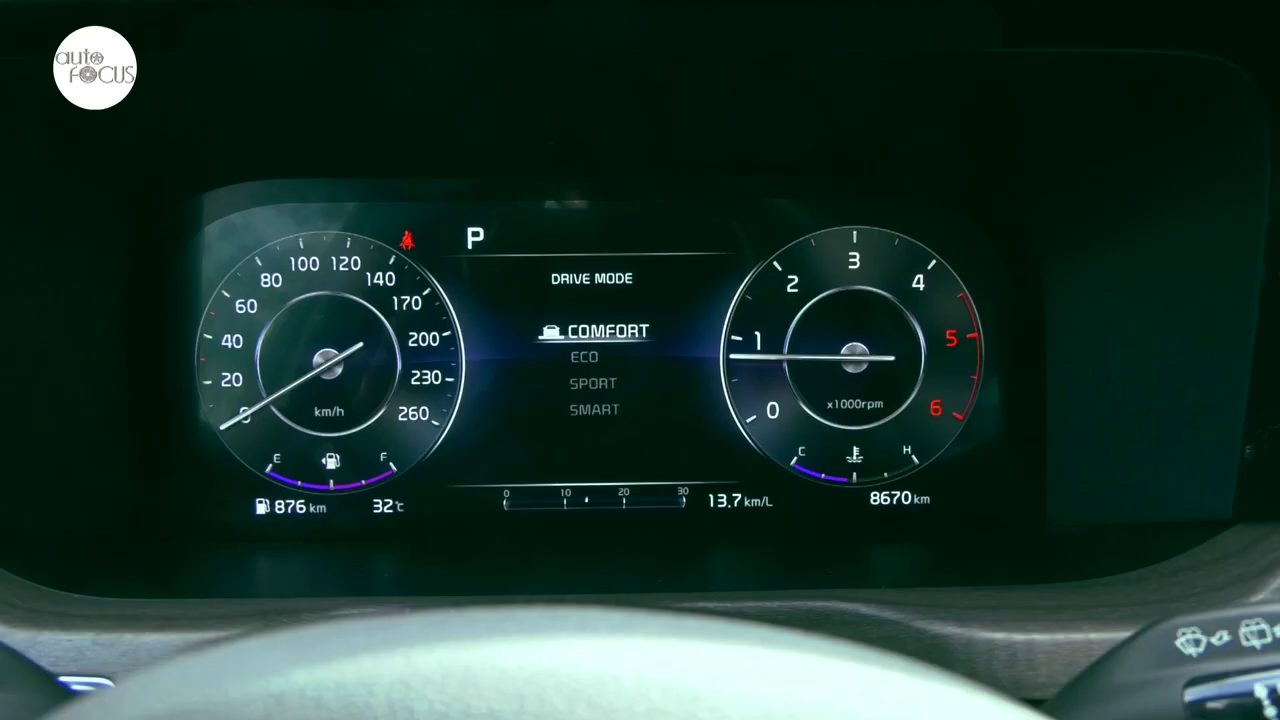 auto
FOCUS
P
DRIVE MODE
COMFORT
ECO
SPORT
SMART
0
20
40
60
80
100
120
140
170
200
230
260
km/h
E
F
876 km
32℃
0 10 20 30
13.7 km/L
0
1
2
3
4
5
6
x1000rpm
C
H
8670 km